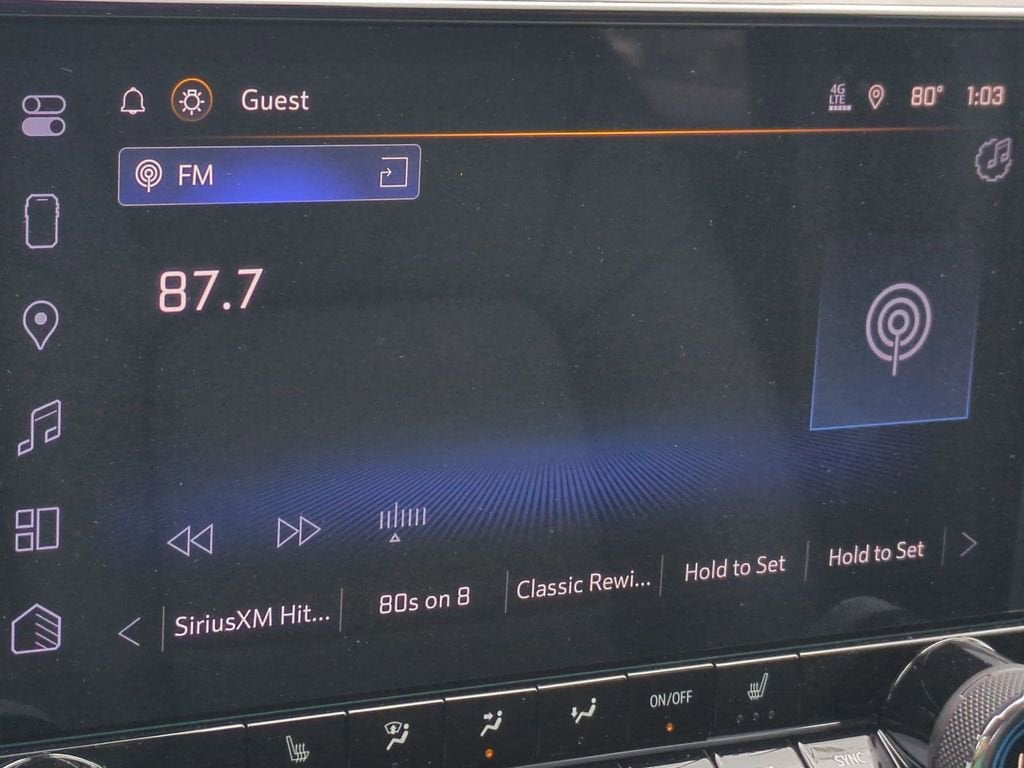 Guest
4G
LTE
80°
1:03
FM
87.7
SiriusXM Hit...
80s on 8
Classic Rewi...
Hold to Set
Hold to Set
ON/OFF
SYNC